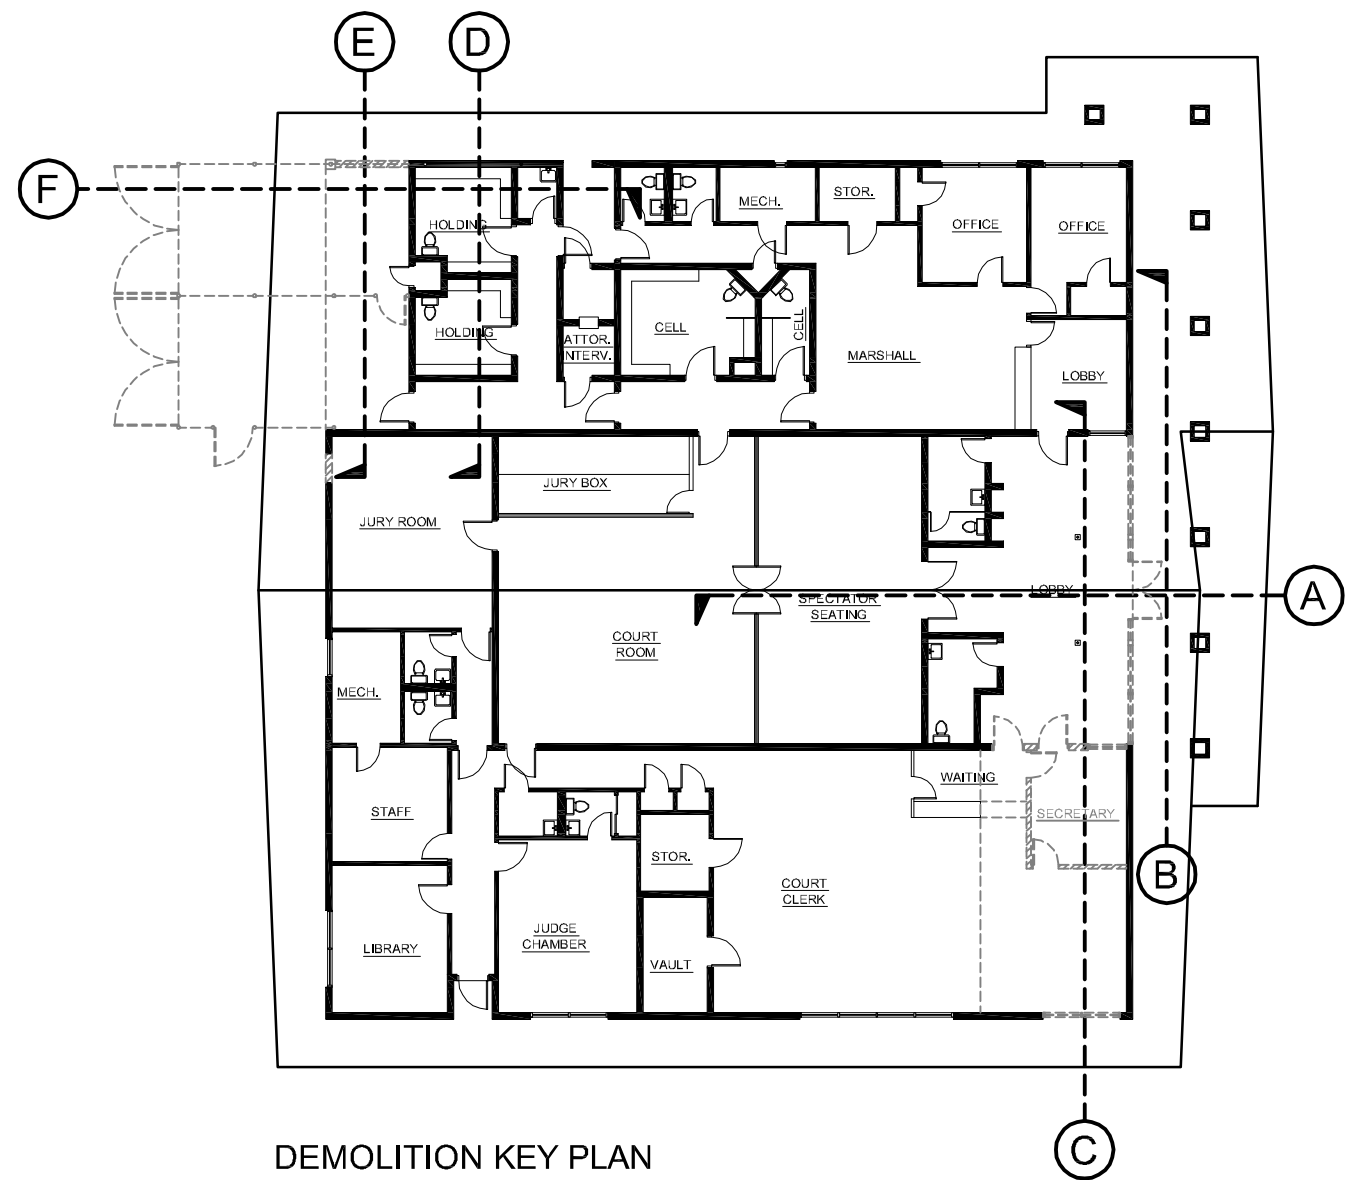 E
D
F
HOLDING
MECH.
STOR.
OFFICE
OFFICE
HOLDING
ATTOR.
INTERV.
CELL
CELL
MARSHALL
LOBBY
JURY BOX
JURY ROOM
LOBBY
A
SPECTATOR
SEATING
COURT
ROOM
MECH.
WAITING
STAFF
SECRETARY
STOR.
B
COURT
CLERK
JUDGE
CHAMBER
LIBRARY
VAULT
C
DEMOLITION KEY PLAN